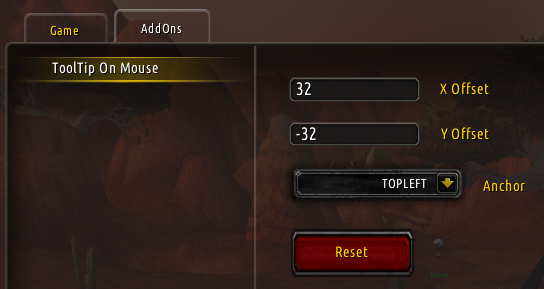 Game
AddOns
ToolTip On Mouse
32
X Offset
-32
Y Offset
TOPLEFT
Anchor
Reset